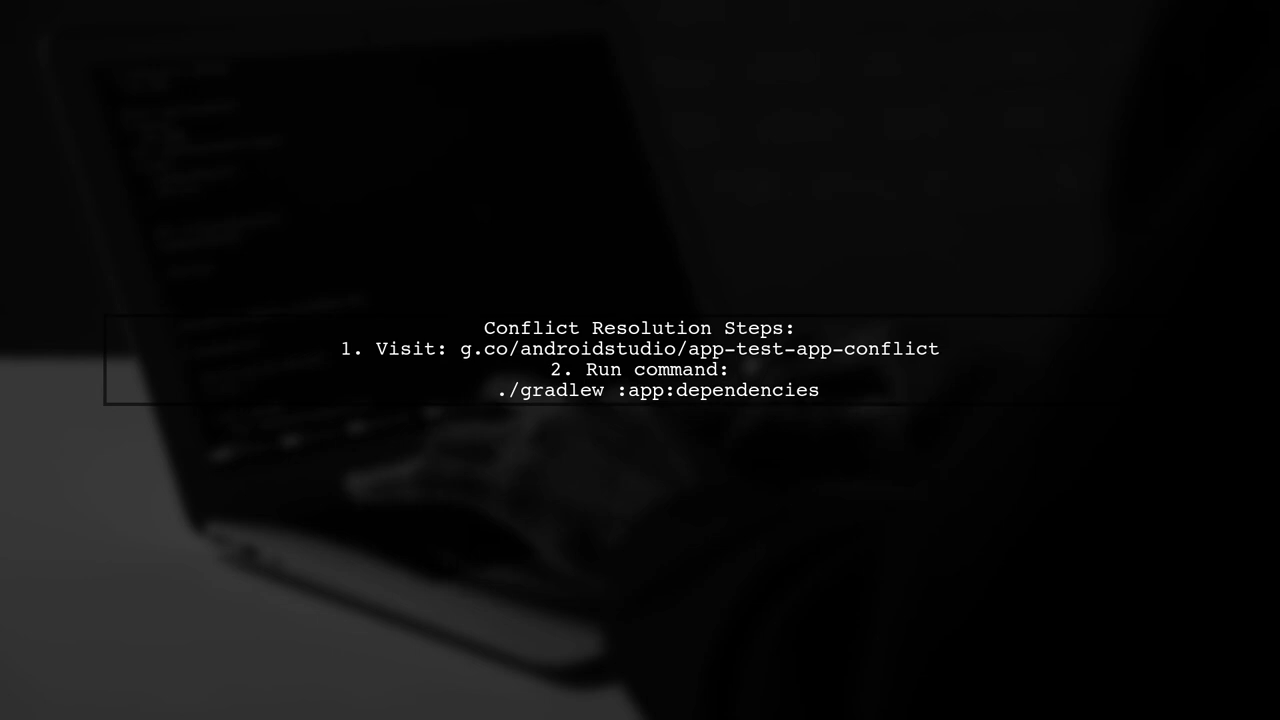 Conflict Resolution Steps:
1. Visit: g.co/androidstudio/app-test-app-conflict
2. Run command:
./gradlew :app:dependencies